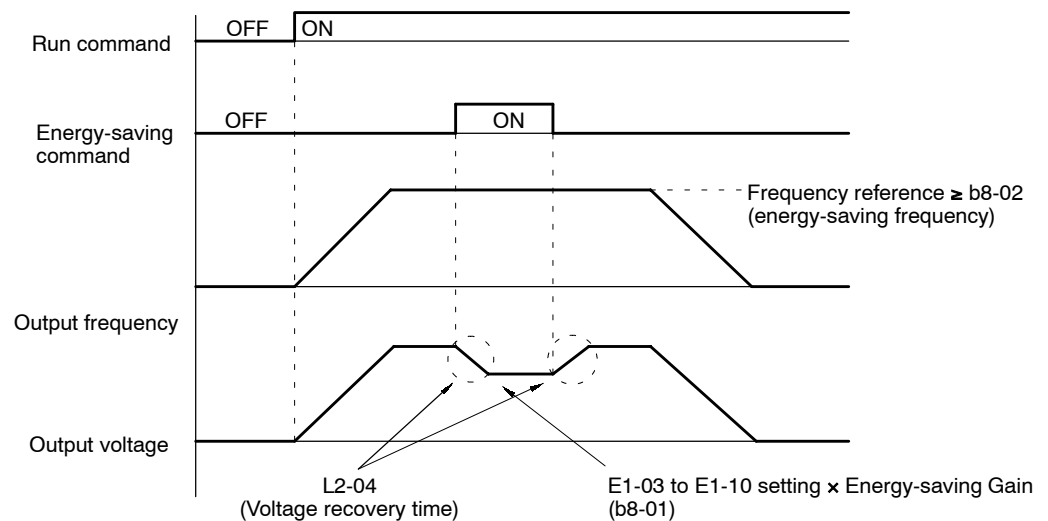 Run command
OFF
ON
Energy-saving
command
OFF
ON
Frequency reference ≥ b8-02
(energy-saving frequency)
Output frequency
Output voltage
L2-04
(Voltage recovery time)
E1-03 to E1-10 setting × Energy-saving Gain
(b8-01)